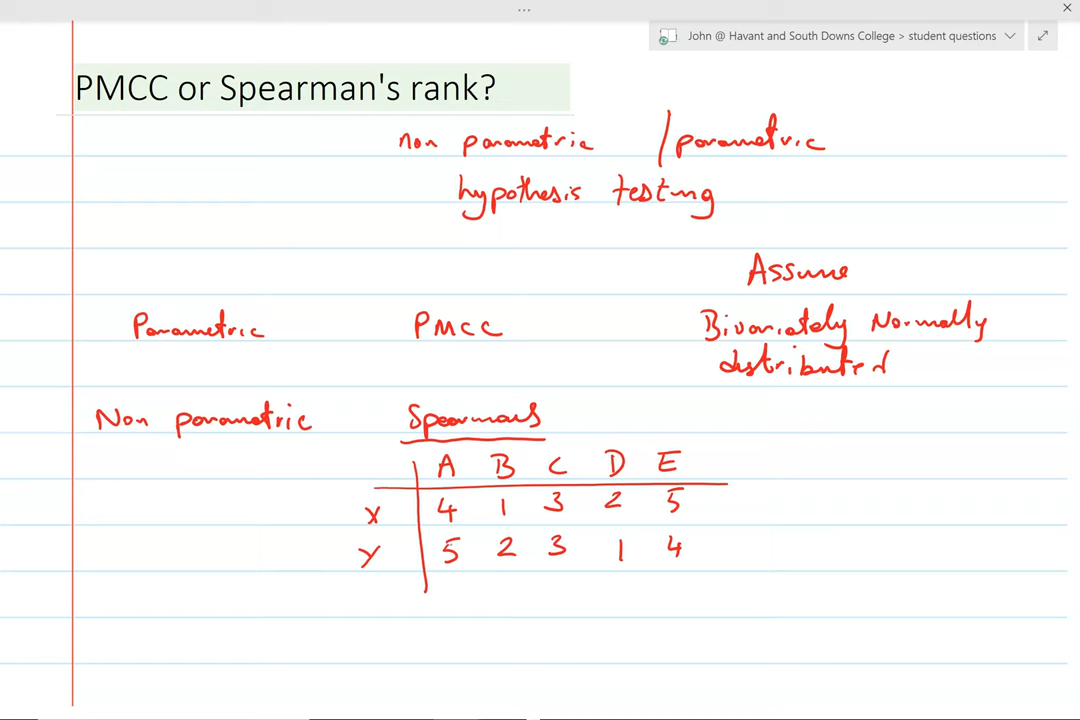 ...
John @ Havant and South Downs College > student questions
PMCC or Spearman's rank?
non parametric / parametric
hypothesis testing
Assume
Parametric PMCC Bivariately Normally
distributed
Non parametric Spearmans
A B C D E
X 4 1 3 2 5
Y 5 2 3 1 4